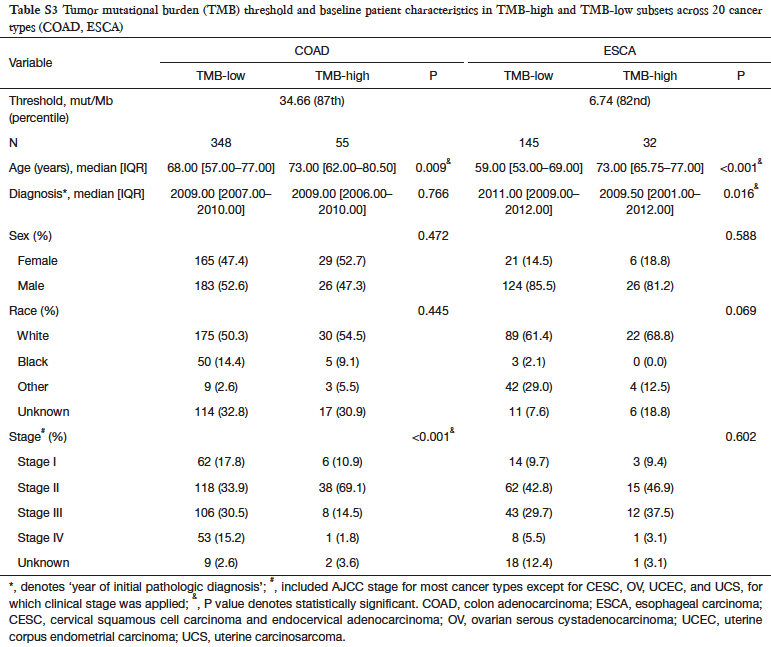 Table S3 Tumor mutational burden (TMB) threshold and baseline patient characteristics in TMB-high and TMB-low subsets across 20 cancer
types (COAD, ESCA)
Variable COAD ESCA
TMB-low TMB-high P TMB-low TMB-high P
Threshold, mut/Mb 34.66 (87th) 6.74 (82nd)
(percentile)
N 348 55 145 32
Age (years), median [IQR] 68.00 [57.00–77.00] 73.00 [62.00–80.50] 0.009& 59.00 [53.00–69.00] 73.00 [65.75–77.00] <0.001&
Diagnosis*, median [IQR] 2009.00 [2007.00– 2009.00 [2006.00– 0.766 2011.00 [2009.00– 2009.50 [2001.00– 0.016&
2010.00] 2010.00] 2012.00] 2012.00]
Sex (%) 0.472 0.588
Female 165 (47.4) 29 (52.7) 21 (14.5) 6 (18.8)
Male 183 (52.6) 26 (47.3) 124 (85.5) 26 (81.2)
Race (%) 0.445 0.069
White 175 (50.3) 30 (54.5) 89 (61.4) 22 (68.8)
Black 50 (14.4) 5 (9.1) 3 (2.1) 0 (0.0)
Other 9 (2.6) 3 (5.5) 42 (29.0) 4 (12.5)
Unknown 114 (32.8) 17 (30.9) 11 (7.6) 6 (18.8)
Stage# (%) <0.001& 0.602
Stage I 62 (17.8) 6 (10.9) 14 (9.7) 3 (9.4)
Stage II 118 (33.9) 38 (69.1) 62 (42.8) 15 (46.9)
Stage III 106 (30.5) 8 (14.5) 43 (29.7) 12 (37.5)
Stage IV 53 (15.2) 1 (1.8) 8 (5.5) 1 (3.1)
Unknown 9 (2.6) 2 (3.6) 18 (12.4) 1 (3.1)
*, denotes ‘year of initial pathologic diagnosis’; #, included AJCC stage for most cancer types except for CESC, OV, UCEC, and UCS, for
which clinical stage was applied; &, P value denotes statistically significant. COAD, colon adenocarcinoma; ESCA, esophageal carcinoma;
CESC, cervical squamous cell carcinoma and endocervical adenocarcinoma; OV, ovarian serous cystadenocarcinoma; UCEC, uterine
corpus endometrial carcinoma; UCS, uterine carcinosarcoma.